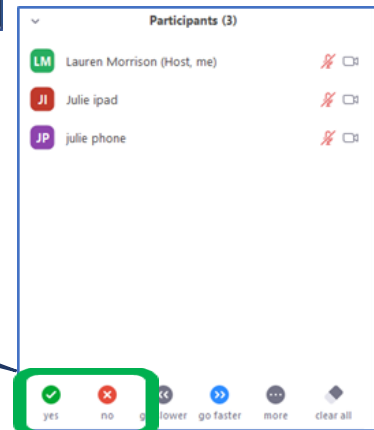 Participants (3)
LM Lauren Morrison (Host, me)
JI Julie ipad
JP julie phone
yes no lower go faster more clear all